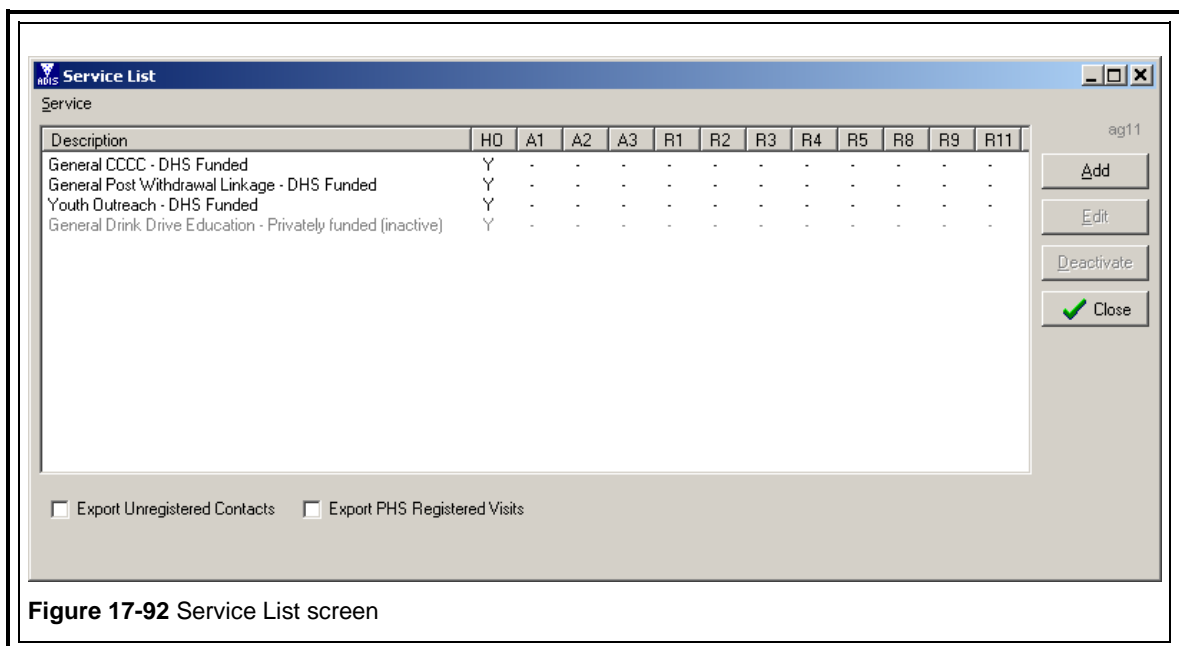 ADIS Service List
Service
ag11
Description H0 A1 A2 A3 R1 R2 R3 R4 R5 R8 R9 R11
General CCCC - DHS Funded Y - - - - - - - - - - -
General Post Withdrawal Linkage - DHS Funded Y - - - - - - - - - - -
Youth Outreach - DHS Funded Y - - - - - - - - - - -
General Drink Drive Education - Privately funded (inactive) Y - - - - - - - - - - -
Add
Edit
Deactivate
Close
Export Unregistered Contacts Export PHS Registered Visits
Figure 17-92 Service List screen